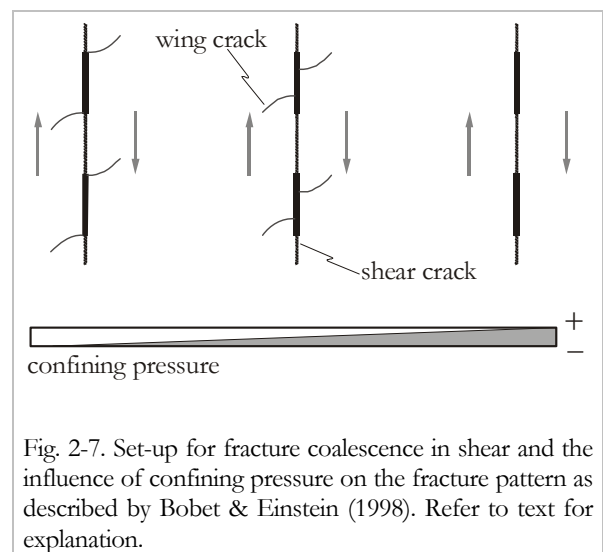 wing crack
shear crack
+
−
confining pressure
Fig. 2-7. Set-up for fracture coalescence in shear and the
influence of confining pressure on the fracture pattern as
described by Bobet & Einstein (1998). Refer to text for
explanation.